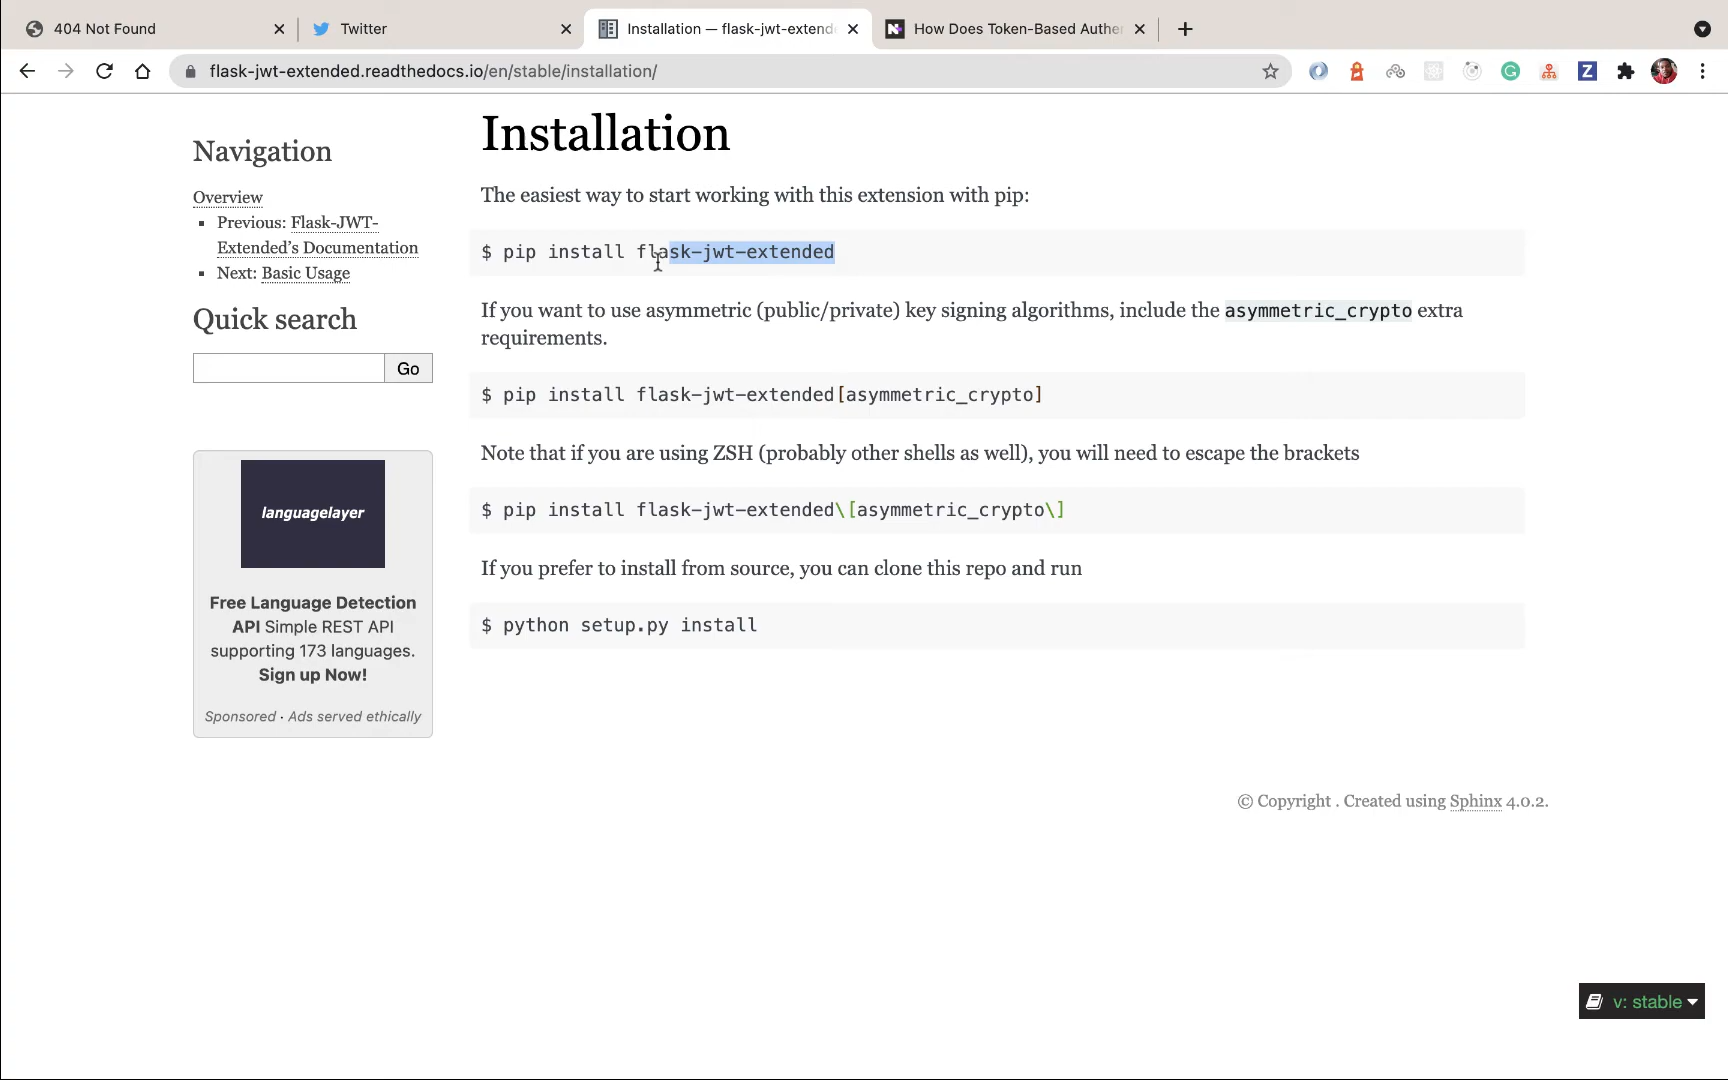 404 Not Found
Twitter
Installation — flask-jwt-extend
How Does Token-Based Authe
flask-jwt-extended.readthedocs.io/en/stable/installation/
Navigation
Overview
Previous: Flask-JWT-
Extended’s Documentation
Next: Basic Usage
Quick search
Go
languagelayer
Free Language Detection
API Simple REST API
supporting 173 languages.
Sign up Now!
Sponsored · Ads served ethically
Installation
The easiest way to start working with this extension with pip:
$ pip install flask-jwt-extended
If you want to use asymmetric (public/private) key signing algorithms, include the asymmetric_crypto extra
requirements.
$ pip install flask-jwt-extended[asymmetric_crypto]
Note that if you are using ZSH (probably other shells as well), you will need to escape the brackets
$ pip install flask-jwt-extended\[asymmetric_crypto\]
If you prefer to install from source, you can clone this repo and run
$ python setup.py install
© Copyright . Created using Sphinx 4.0.2.
v: stable